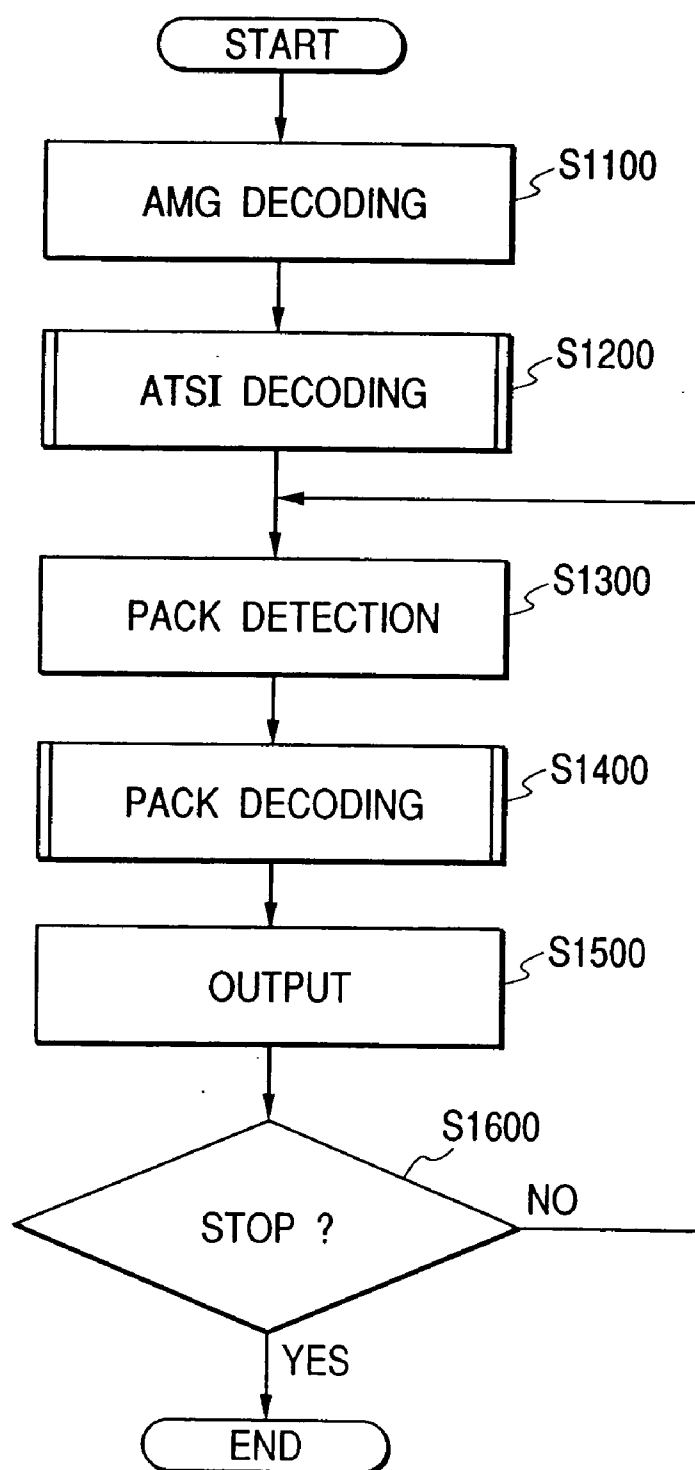 START
AMG DECODING
S1100
ATSI DECODING
S1200
PACK DETECTION
S1300
PACK DECODING
S1400
OUTPUT
S1500
S1600
STOP ?
NO
YES
END